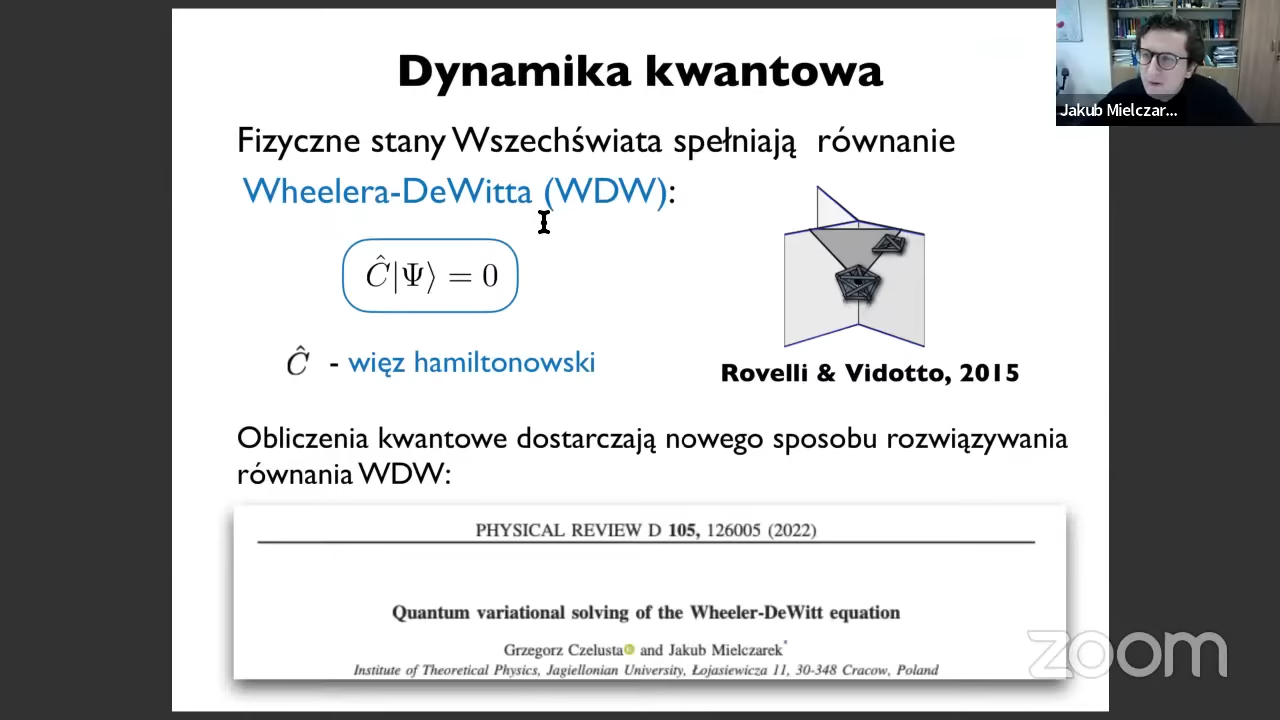 Dynamika kwantowa
Jakub Mielczar...
Fizyczne stany Wszechświata spełniają równanie
Wheelera-DeWitta (WDW):
Ĉ|Ψ⟩ = 0
Ĉ - więz hamiltonowski
Rovelli & Vidotto, 2015
Obliczenia kwantowe dostarczają nowego sposobu rozwiązywania
równania WDW:
PHYSICAL REVIEW D 105, 126005 (2022)
Quantum variational solving of the Wheeler-DeWitt equation
Grzegorz Czelusta and Jakub Mielczarek*
Institute of Theoretical Physics, Jagiellonian University, Łojasiewicza 11, 30-348 Cracow, Poland
zoom